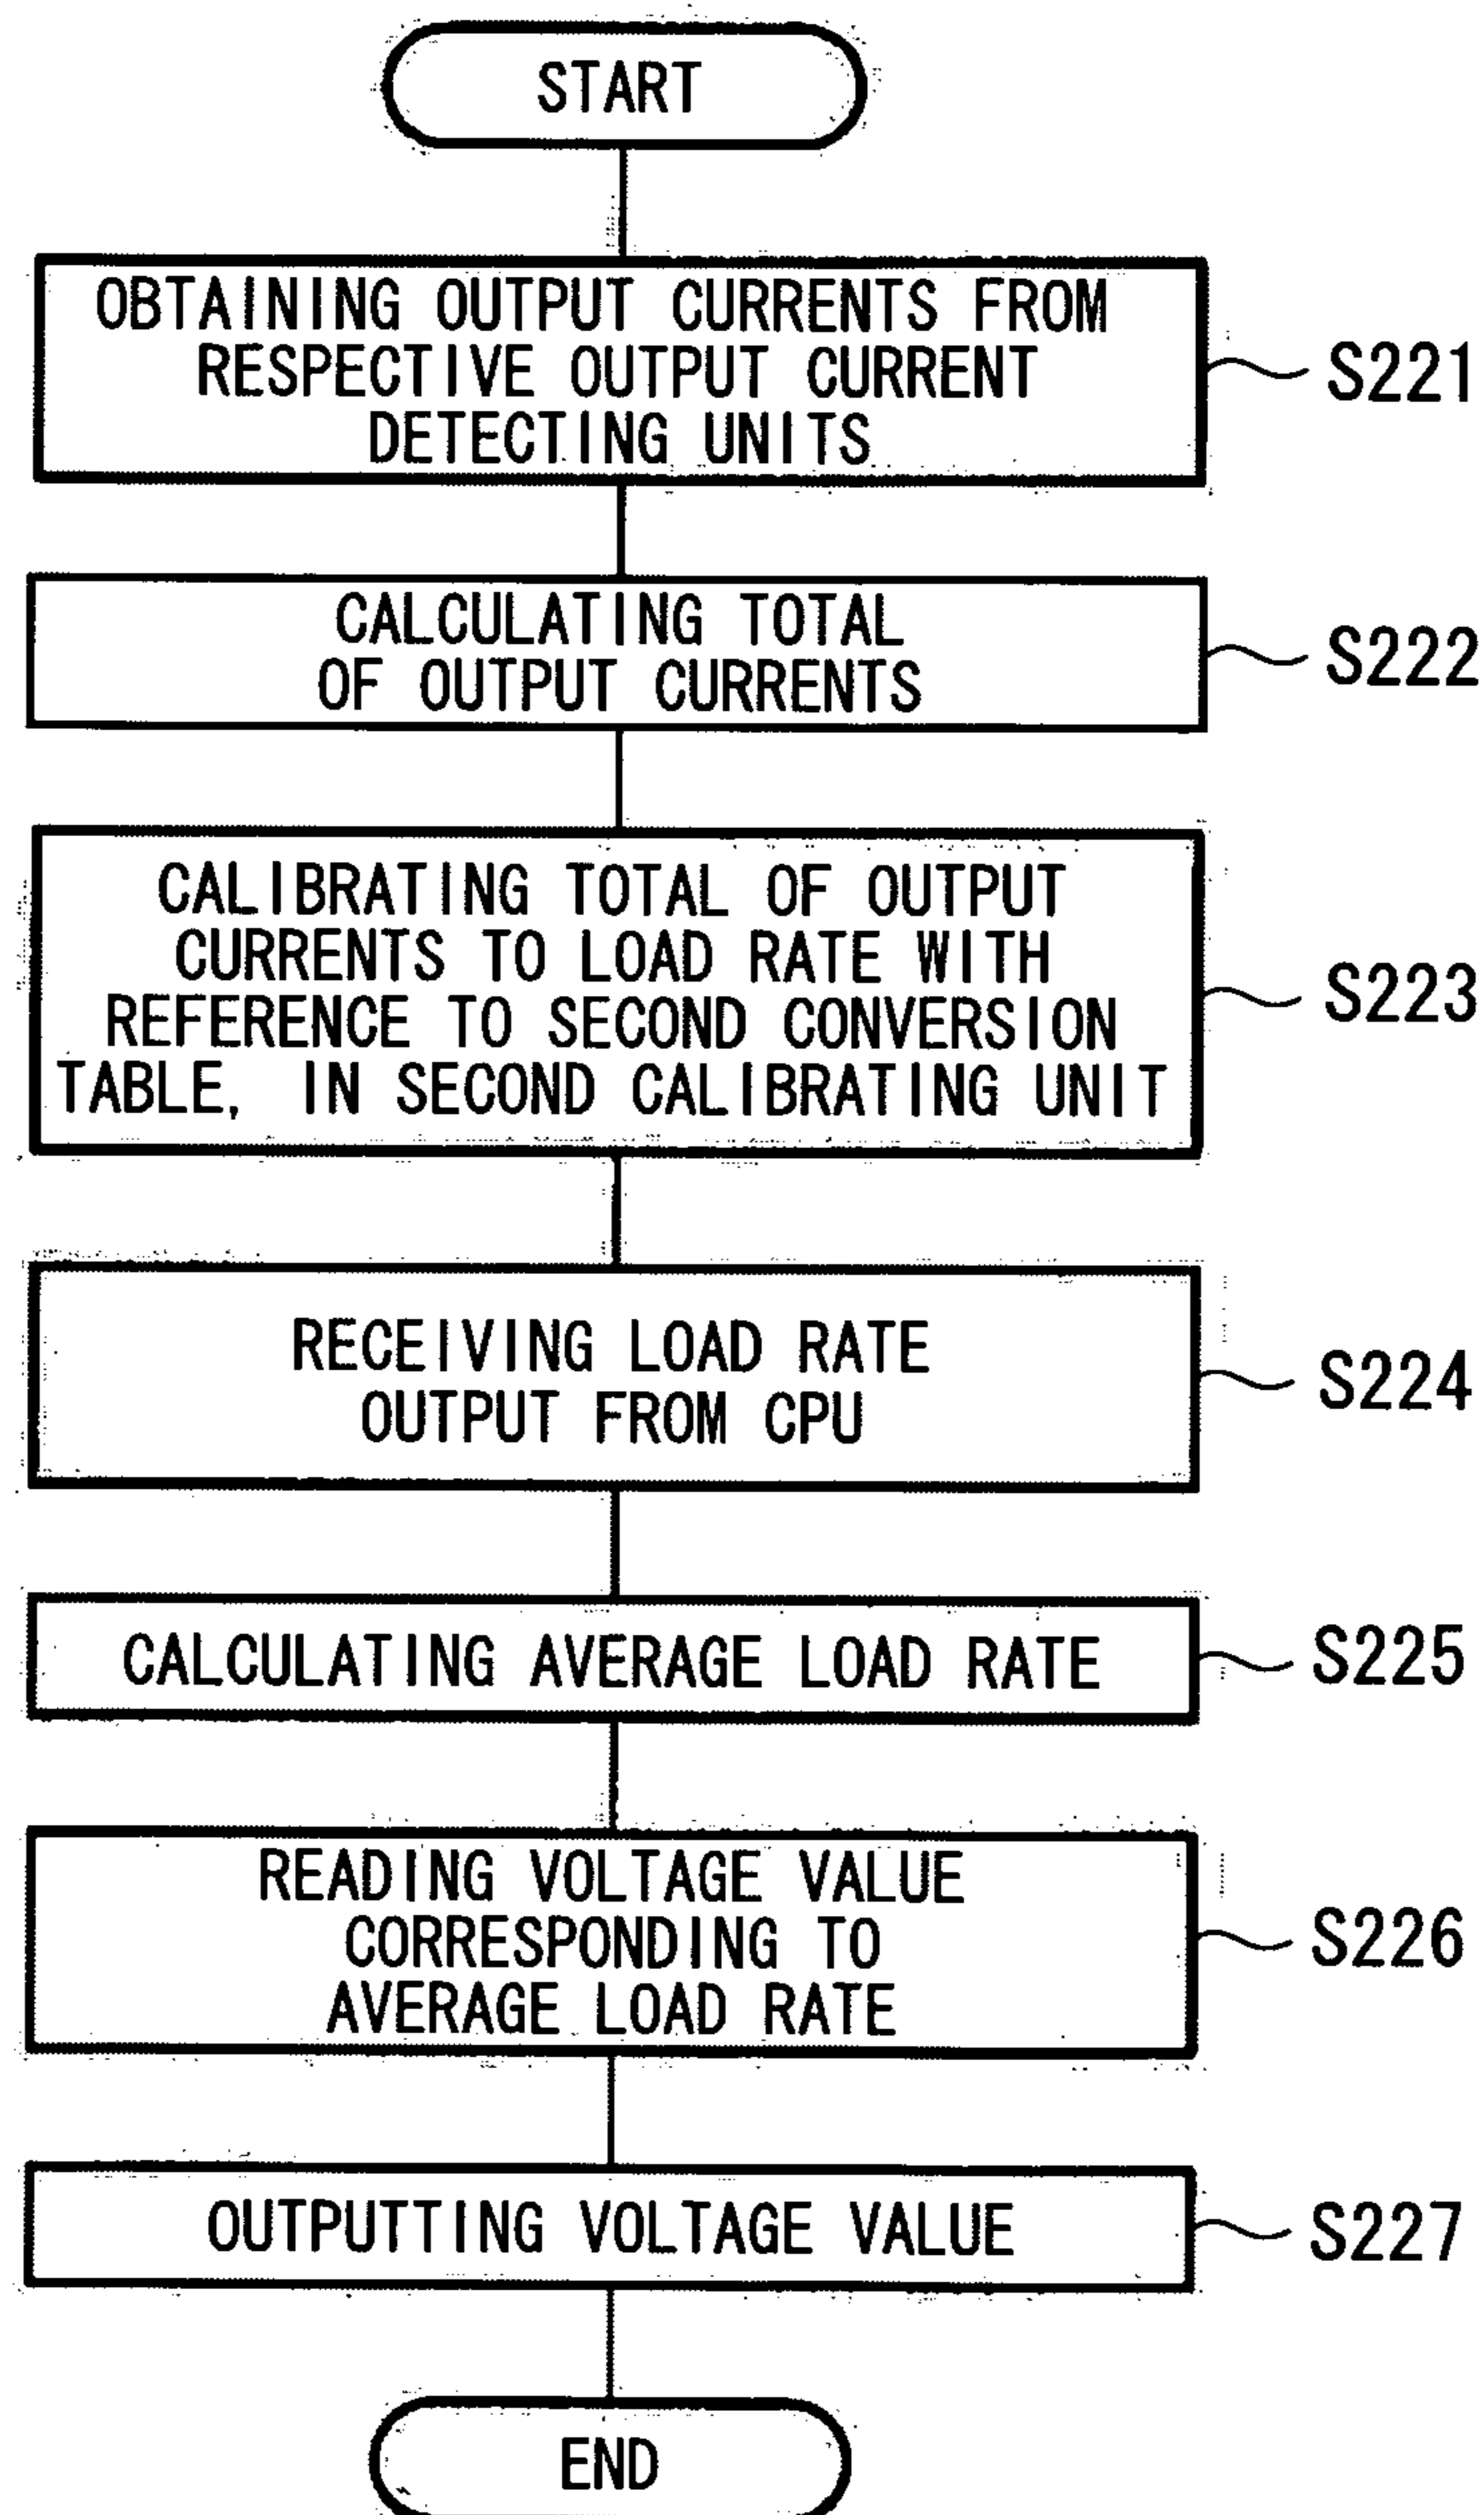 START
OBTAINING OUTPUT CURRENTS FROM
RESPECTIVE OUTPUT CURRENT
DETECTING UNITS
S221
CALCULATING TOTAL
OF OUTPUT CURRENTS
S222
CALIBRATING TOTAL OF OUTPUT
CURRENTS TO LOAD RATE WITH
REFERENCE TO SECOND CONVERSION
TABLE, IN SECOND CALIBRATING UNIT
S223
RECEIVING LOAD RATE
OUTPUT FROM CPU
S224
CALCULATING AVERAGE LOAD RATE
S225
READING VOLTAGE VALUE
CORRESPONDING TO
AVERAGE LOAD RATE
S226
OUTPUTTING VOLTAGE VALUE
S227
END